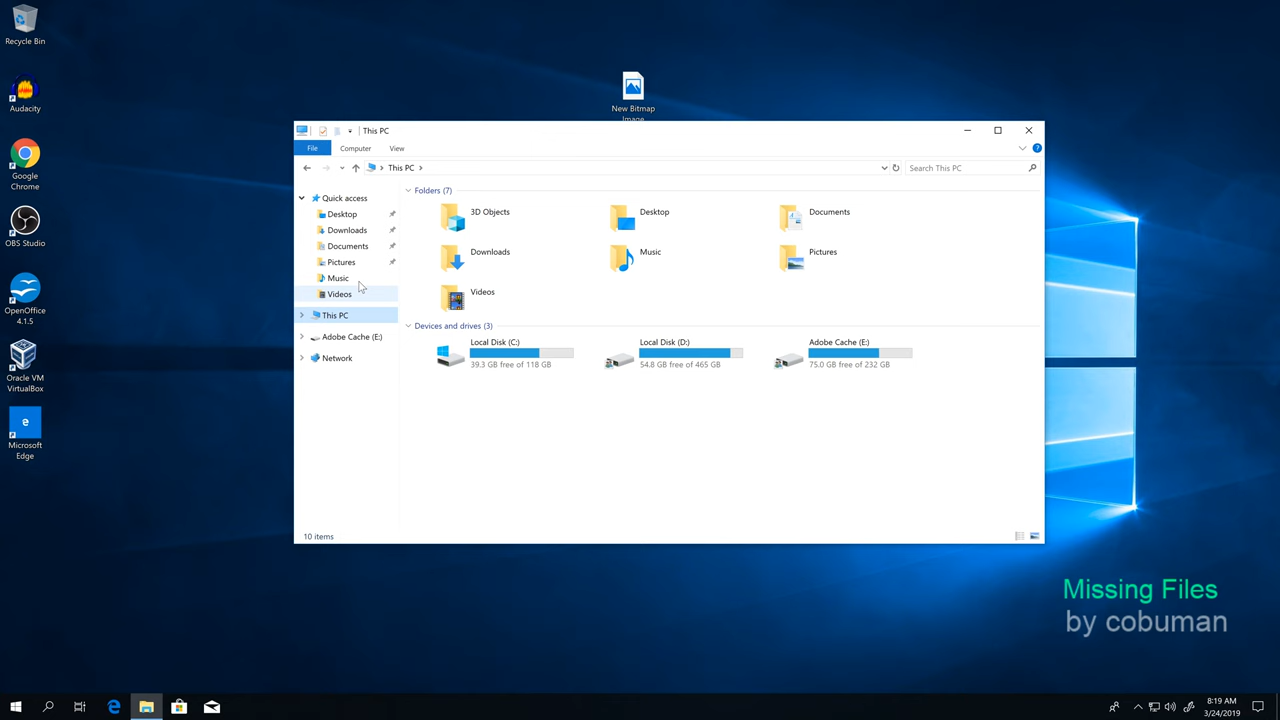 Recycle Bin
Audacity
Google
Chrome
OBS Studio
OpenOffice
4.1.5
Oracle VM
VirtualBox
Microsoft
Edge
New Bitmap
Image
This PC
File
Computer
View
This PC
Search This PC
Quick access
Desktop
Downloads
Documents
Pictures
Music
Videos
This PC
Adobe Cache (E:)
Network
Folders (7)
3D Objects
Desktop
Documents
Downloads
Music
Pictures
Videos
Devices and drives (3)
Local Disk (C:)
39.3 GB free of 118 GB
Local Disk (D:)
54.8 GB free of 465 GB
Adobe Cache (E:)
75.0 GB free of 232 GB
10 items
Missing Files
by cobuman
8:19 AM
3/24/2019